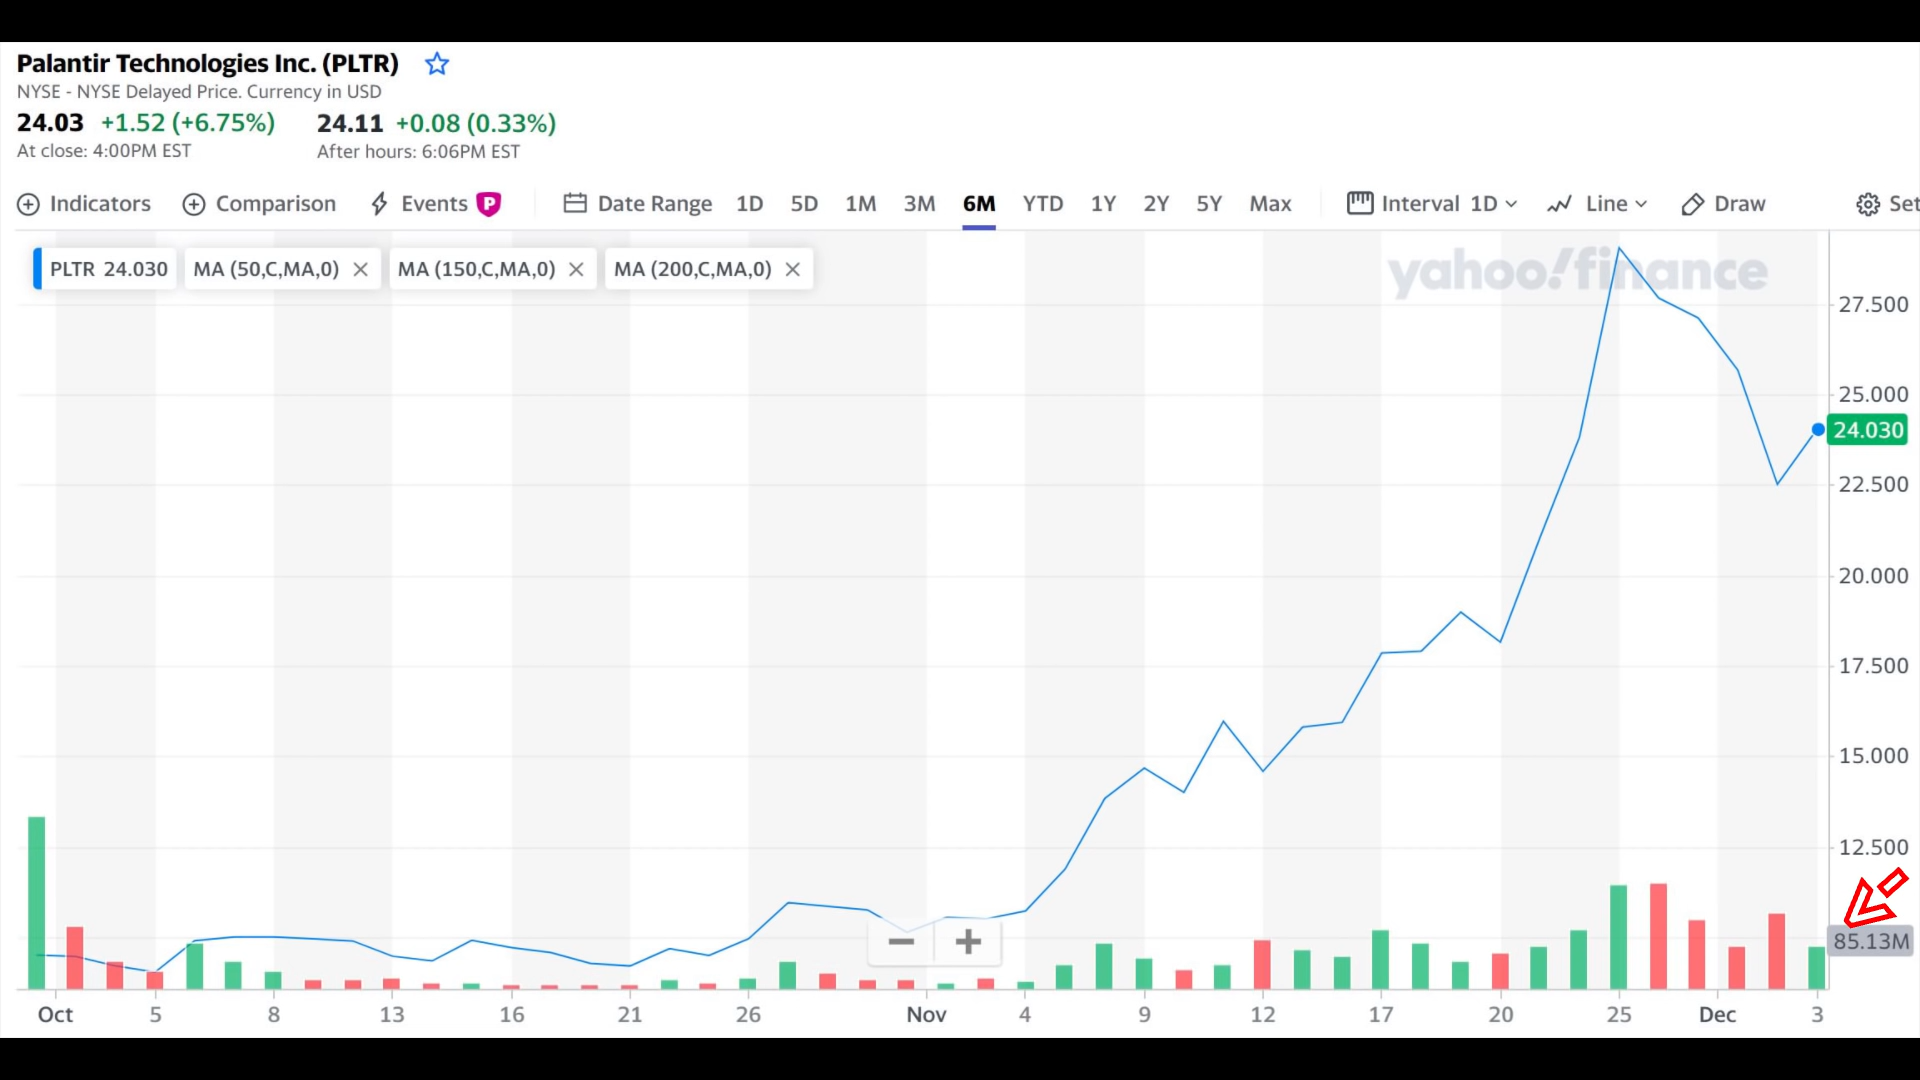 Palantir Technologies Inc. (PLTR)
NYSE - NYSE Delayed Price. Currency in USD
24.03 +1.52 (+6.75%) 24.11 +0.08 (0.33%)
At close: 4:00PM EST After hours: 6:06PM EST
Indicators Comparison Events P Date Range 1D 5D 1M 3M 6M YTD 1Y 2Y 5Y Max Interval 1D Line Draw Set
PLTR 24.030 MA (50,C,MA,0) MA (150,C,MA,0) MA (200,C,MA,0)
yahoo!finance
27.500
25.000
24.030
22.500
20.000
17.500
15.000
12.500
85.13M
Oct 5 8 13 16 21 26 Nov 4 9 12 17 20 25 Dec 3